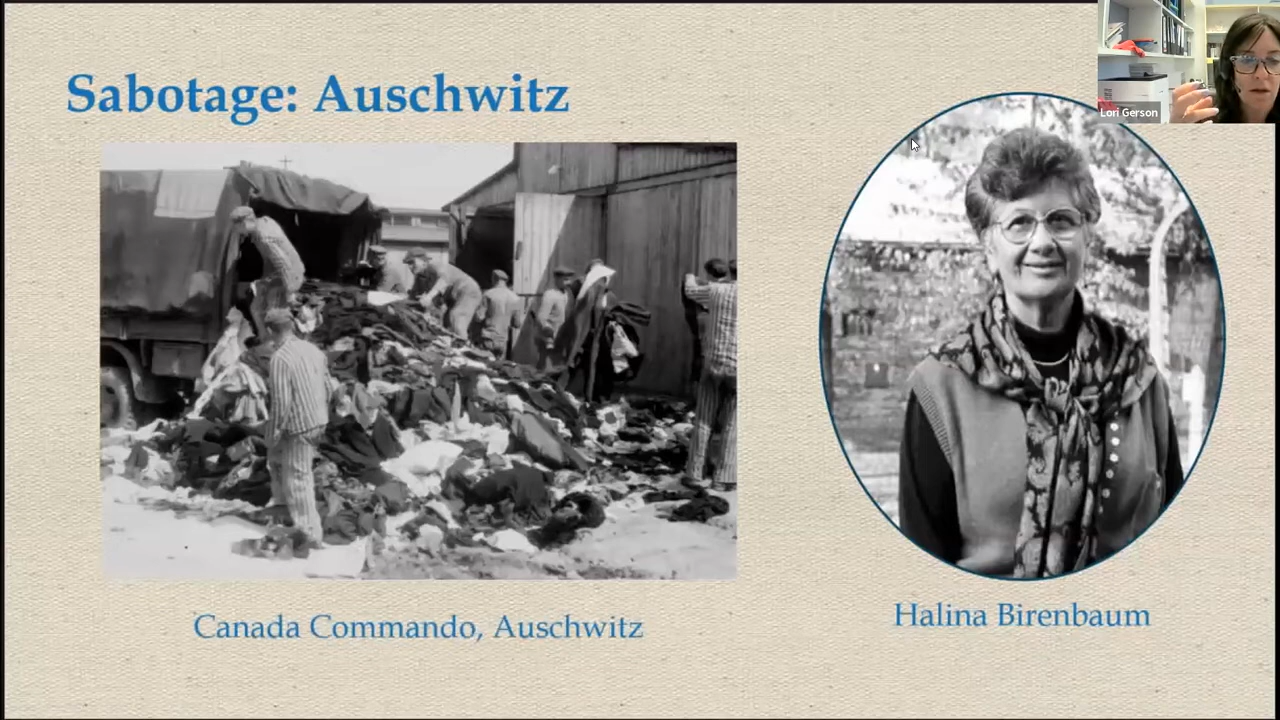 Sabotage: Auschwitz
Lori Gerson
Canada Commando, Auschwitz
Halina Birenbaum